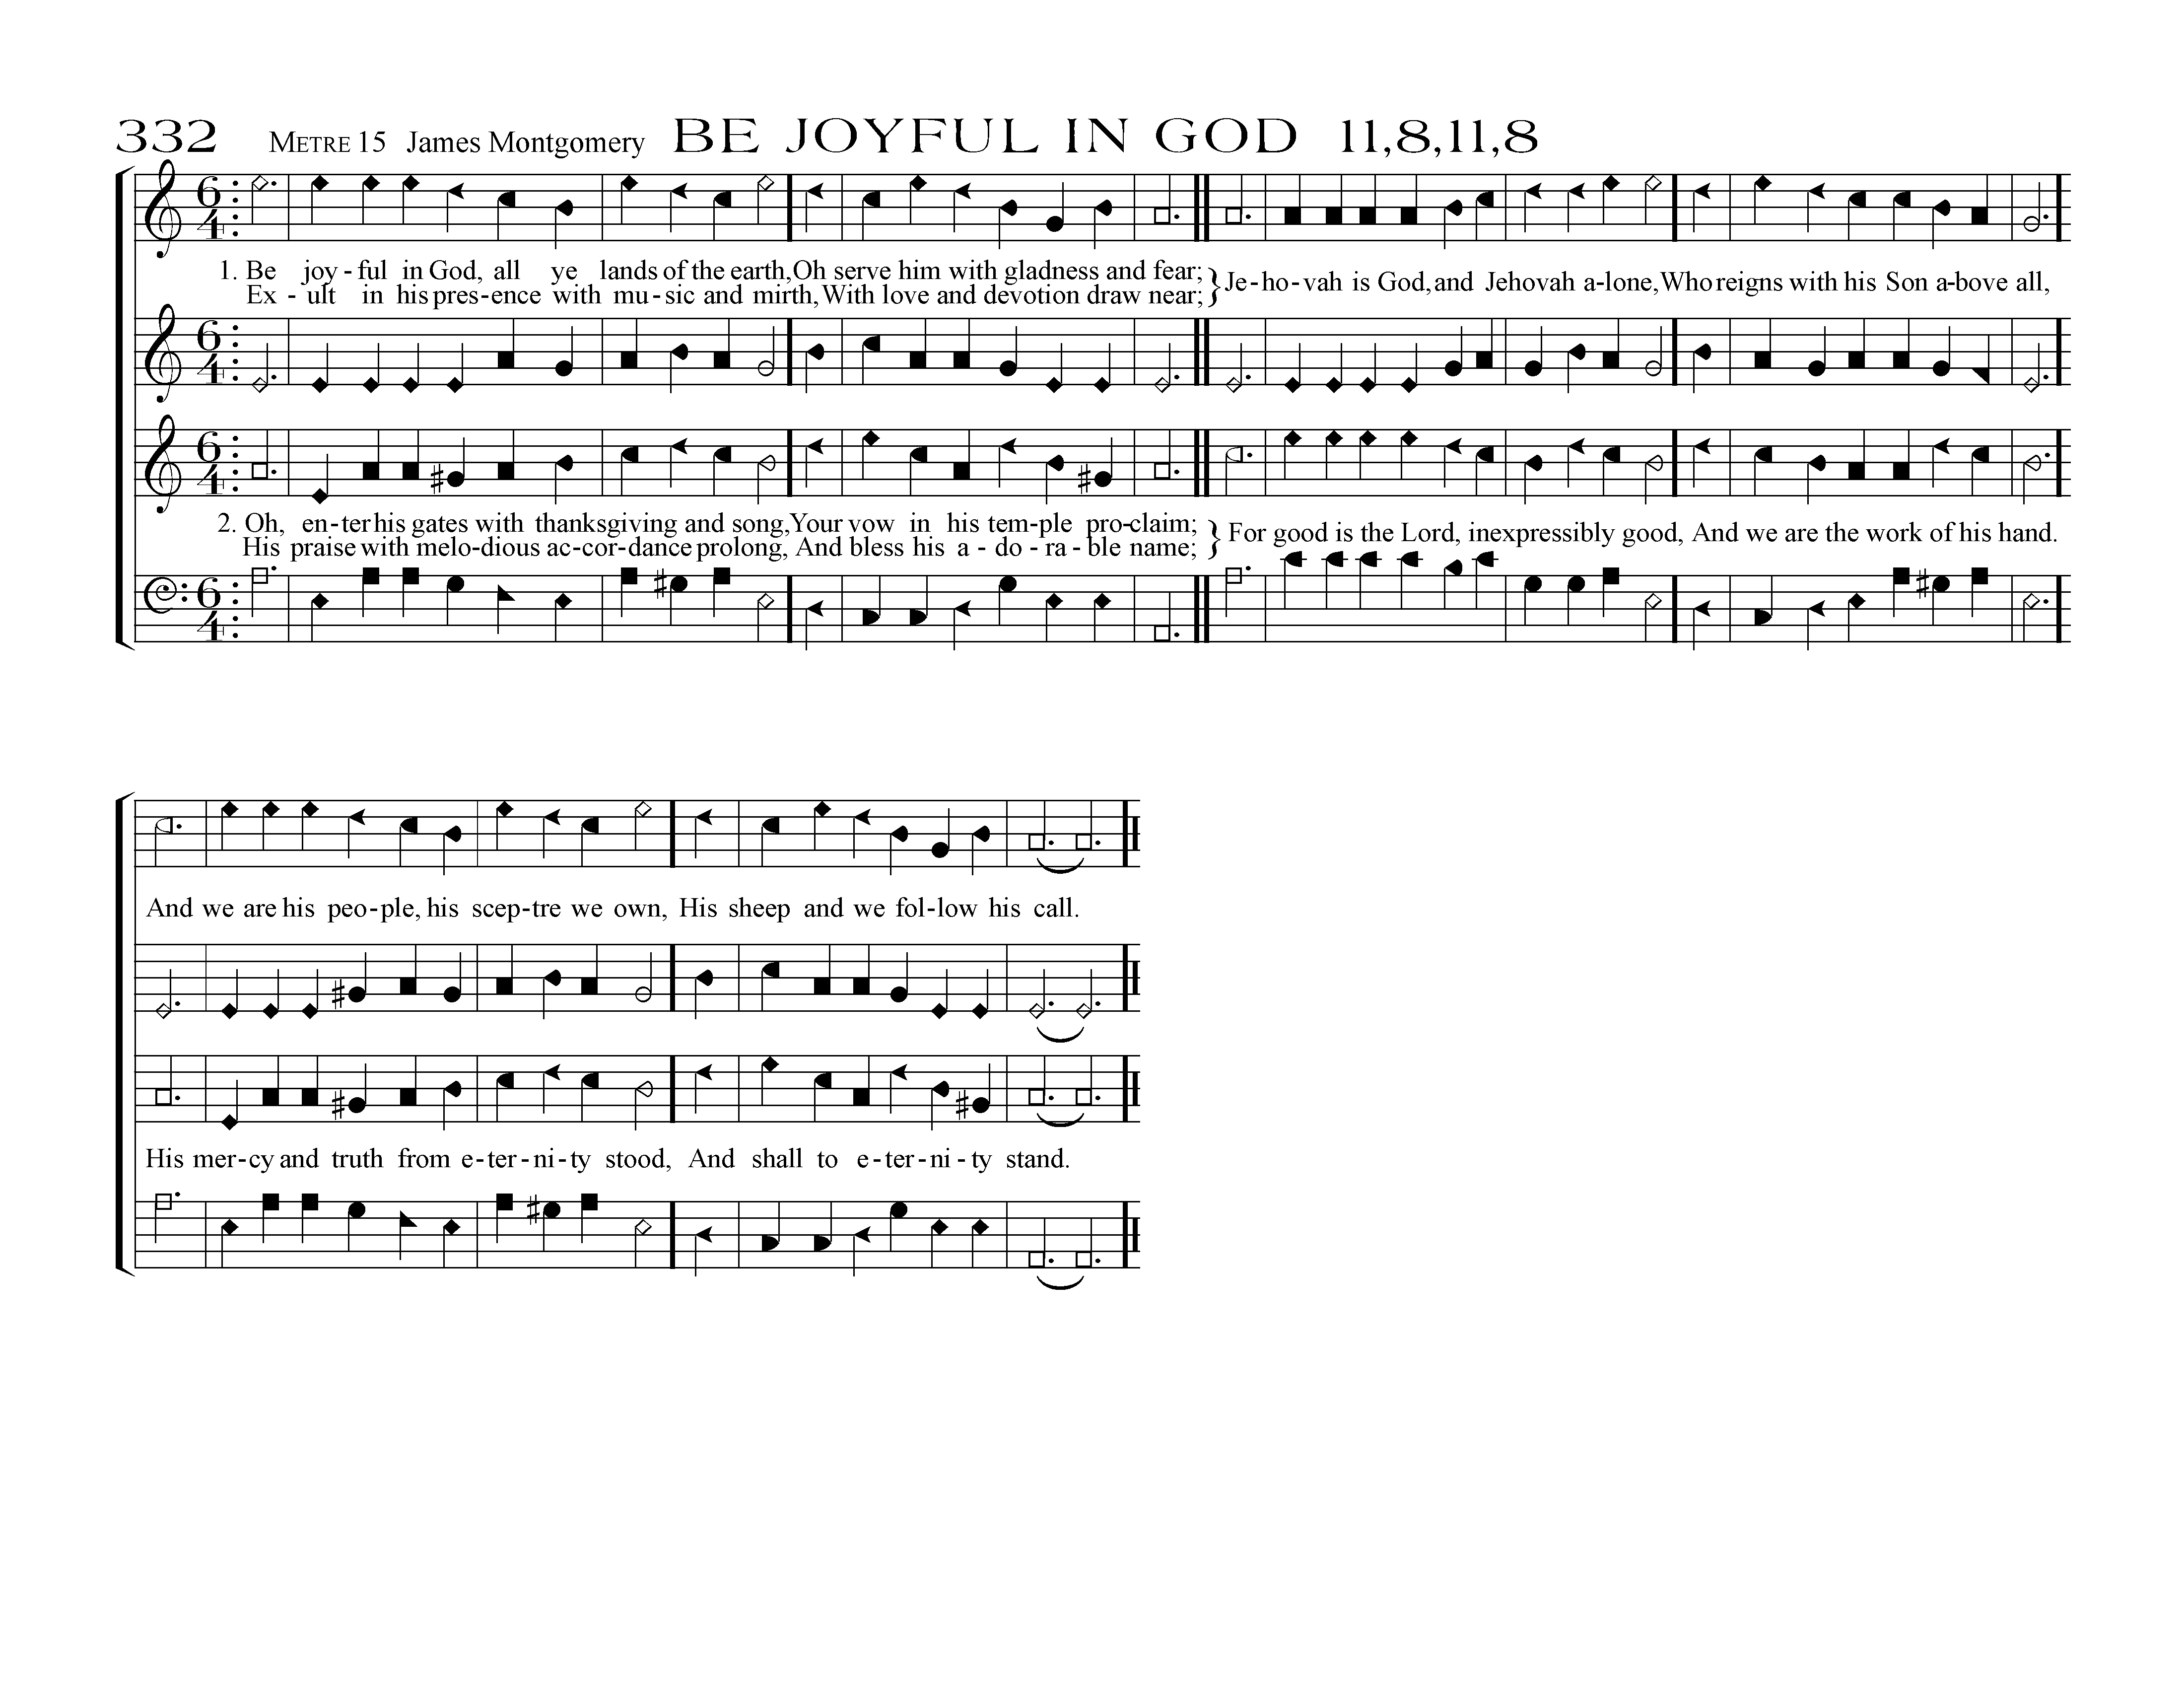 332 METRE 15 James Montgomery BE JOYFUL IN GOD 11,8,11,8
1. Be joy-ful in God, all ye lands of the earth, Oh serve him with gladness and fear; } Je-ho-vah is God, and Jehovah a-lone, Who reigns with his Son a-bove all,
Ex-ult in his pres-ence with mu-sic and mirth, With love and devotion draw near;
2. Oh, en-ter his gates with thanksgiving and song, Your vow in his tem-ple pro-claim; } For good is the Lord, inexpressibly good, And we are the work of his hand.
His praise with melo-dious ac-cor-dance prolong, And bless his a-do-ra-ble name;
And we are his peo-ple, his scep-tre we own, His sheep and we fol-low his call.
His mer-cy and truth from e-ter-ni-ty stood, And shall to e-ter-ni-ty stand.